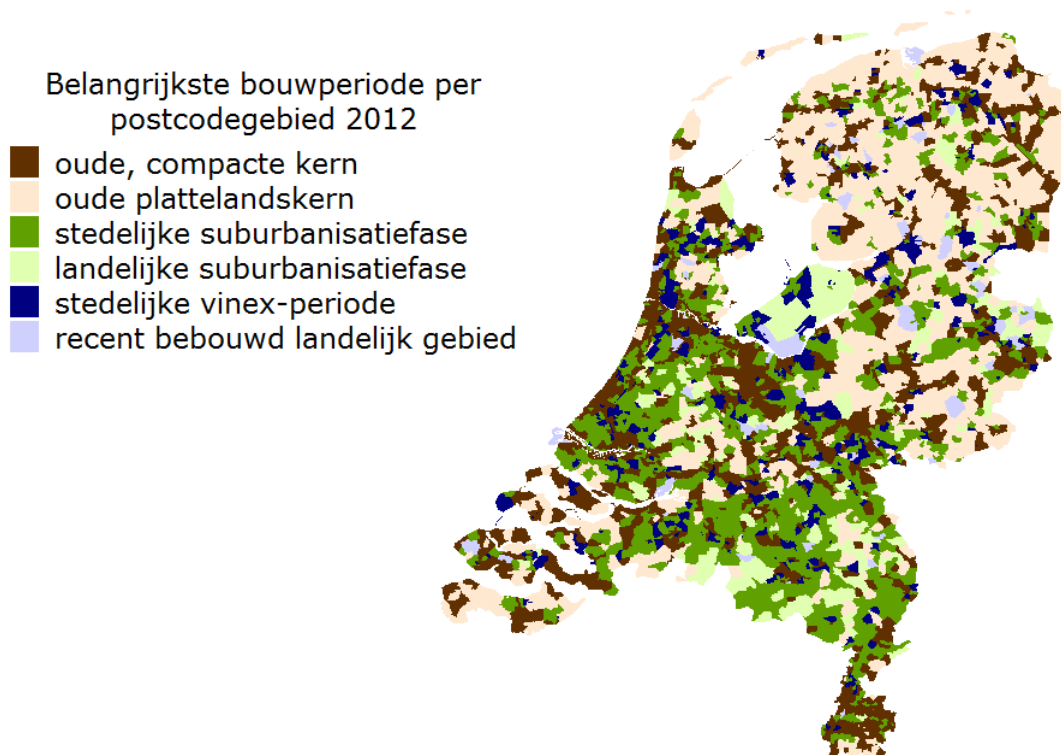 Belangrijkste bouwperiode per
postcodegebied 2012
oude, compacte kern
oude plattelandskern
stedelijke suburbanisatiefase
landelijke suburbanisatiefase
stedelijke vinex-periode
recent bebouwd landelijk gebied